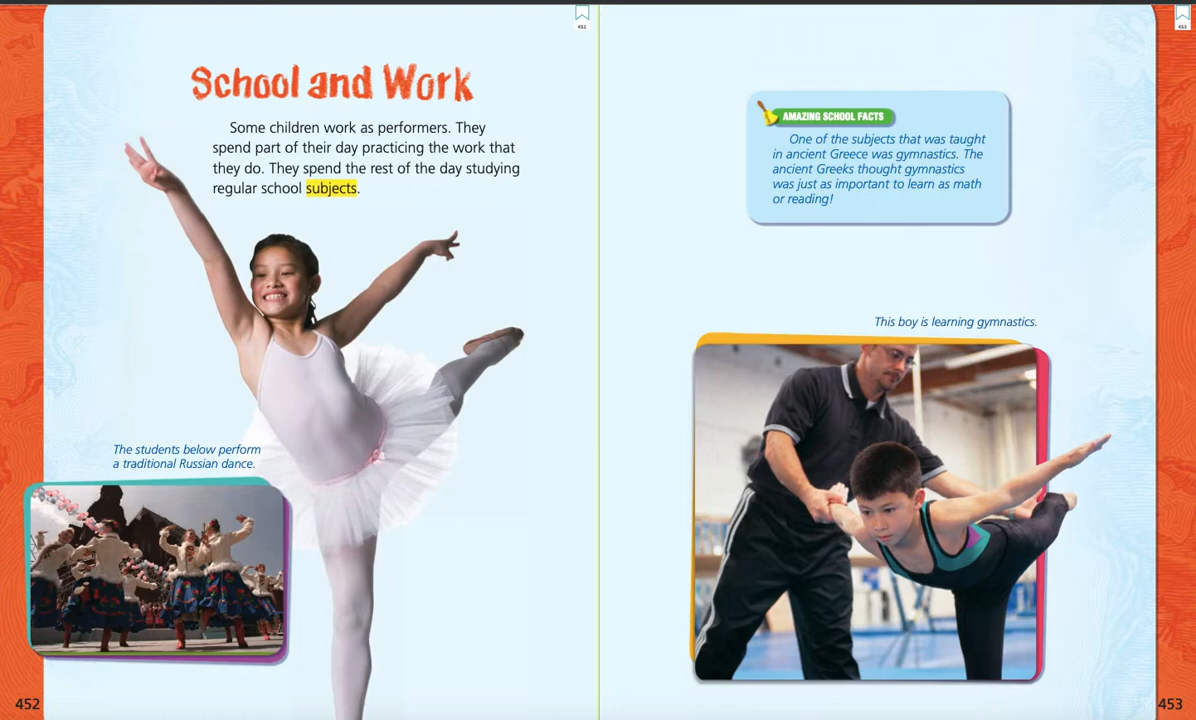 451
School and Work
Some children work as performers. They
spend part of their day practicing the work that
they do. They spend the rest of the day studying
regular school subjects.
The students below perform
a traditional Russian dance.
452
453
AMAZING SCHOOL FACTS
One of the subjects that was taught
in ancient Greece was gymnastics. The
ancient Greeks thought gymnastics
was just as important to learn as math
or reading!
This boy is learning gymnastics.
453